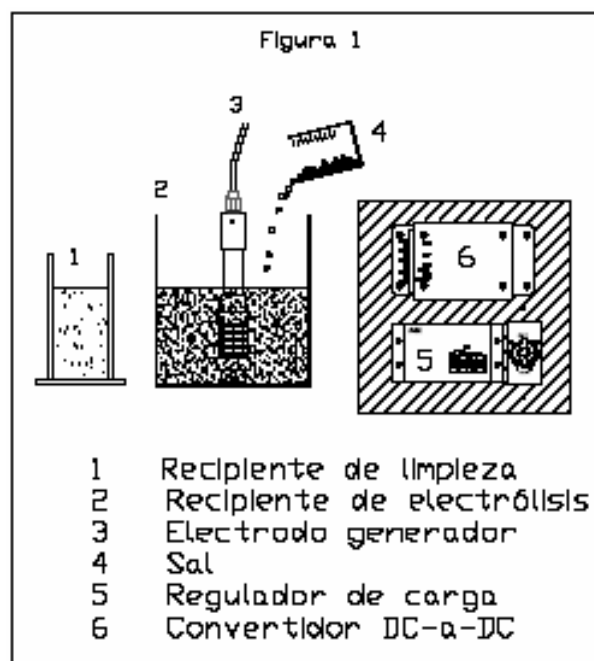 Figura 1
3
4
2
1
6
5
1 Recipiente de limpieza
2 Recipiente de electrólisis
3 Electrodo generador
4 Sal
5 Regulador de carga
6 Convertidor DC-a-DC